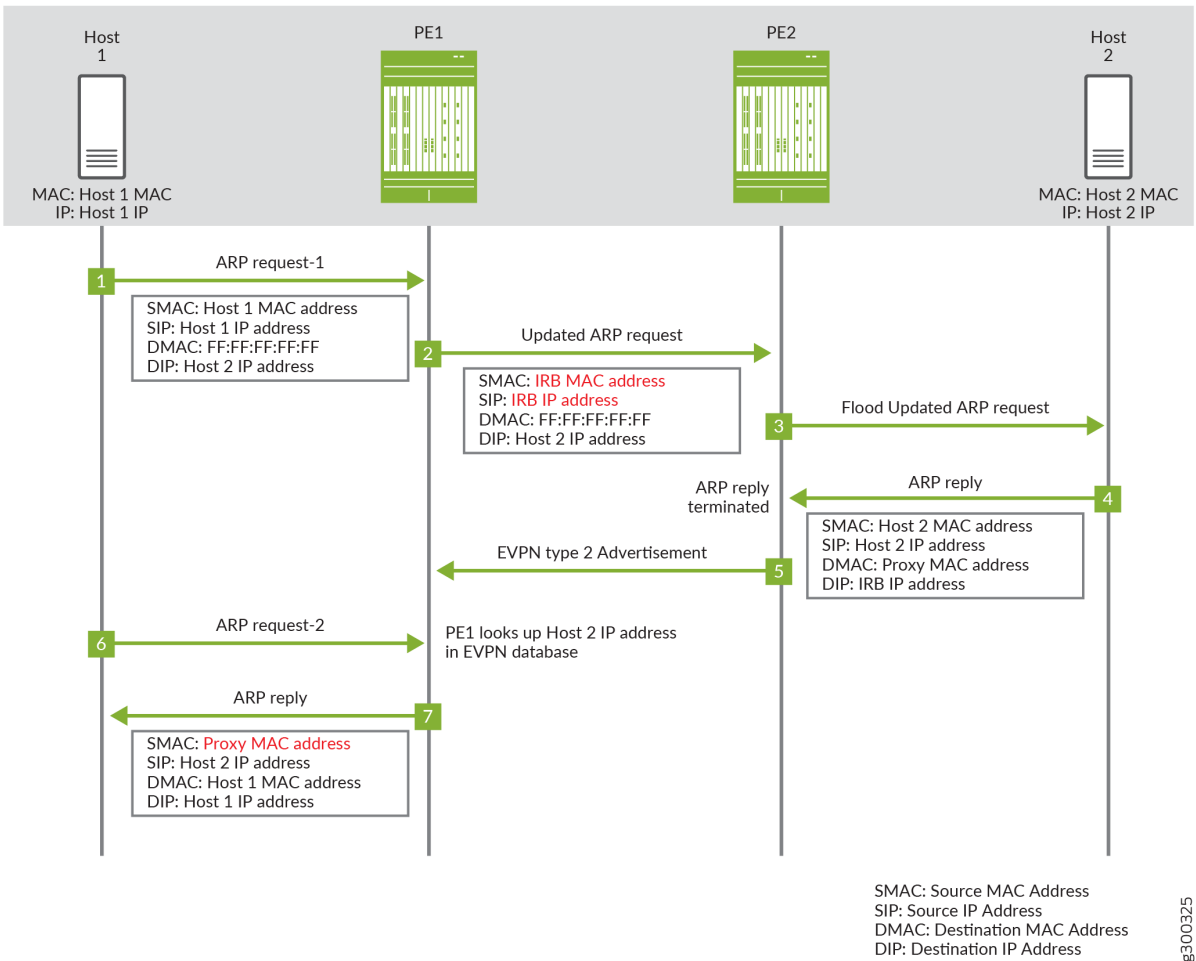 Host
1
PE1
PE2
Host
2
MAC: Host 1 MAC
IP: Host 1 IP
MAC: Host 2 MAC
IP: Host 2 IP
ARP request-1
1
SMAC: Host 1 MAC address
SIP: Host 1 IP address
DMAC: FF:FF:FF:FF:FF
DIP: Host 2 IP address
Updated ARP request
2
SMAC: IRB MAC address
SIP: IRB IP address
DMAC: FF:FF:FF:FF:FF
DIP: Host 2 IP address
Flood Updated ARP request
3
ARP reply
terminated
ARP reply
4
SMAC: Host 2 MAC address
SIP: Host 2 IP address
DMAC: Proxy MAC address
DIP: IRB IP address
EVPN type 2 Advertisement
5
ARP request-2
6
PE1 looks up Host 2 IP address
in EVPN database
ARP reply
7
SMAC: Proxy MAC address
SIP: Host 2 IP address
DMAC: Host 1 MAC address
DIP: Host 1 IP address
SMAC: Source MAC Address
SIP: Source IP Address
DMAC: Destination MAC Address
DIP: Destination IP Address
g300325